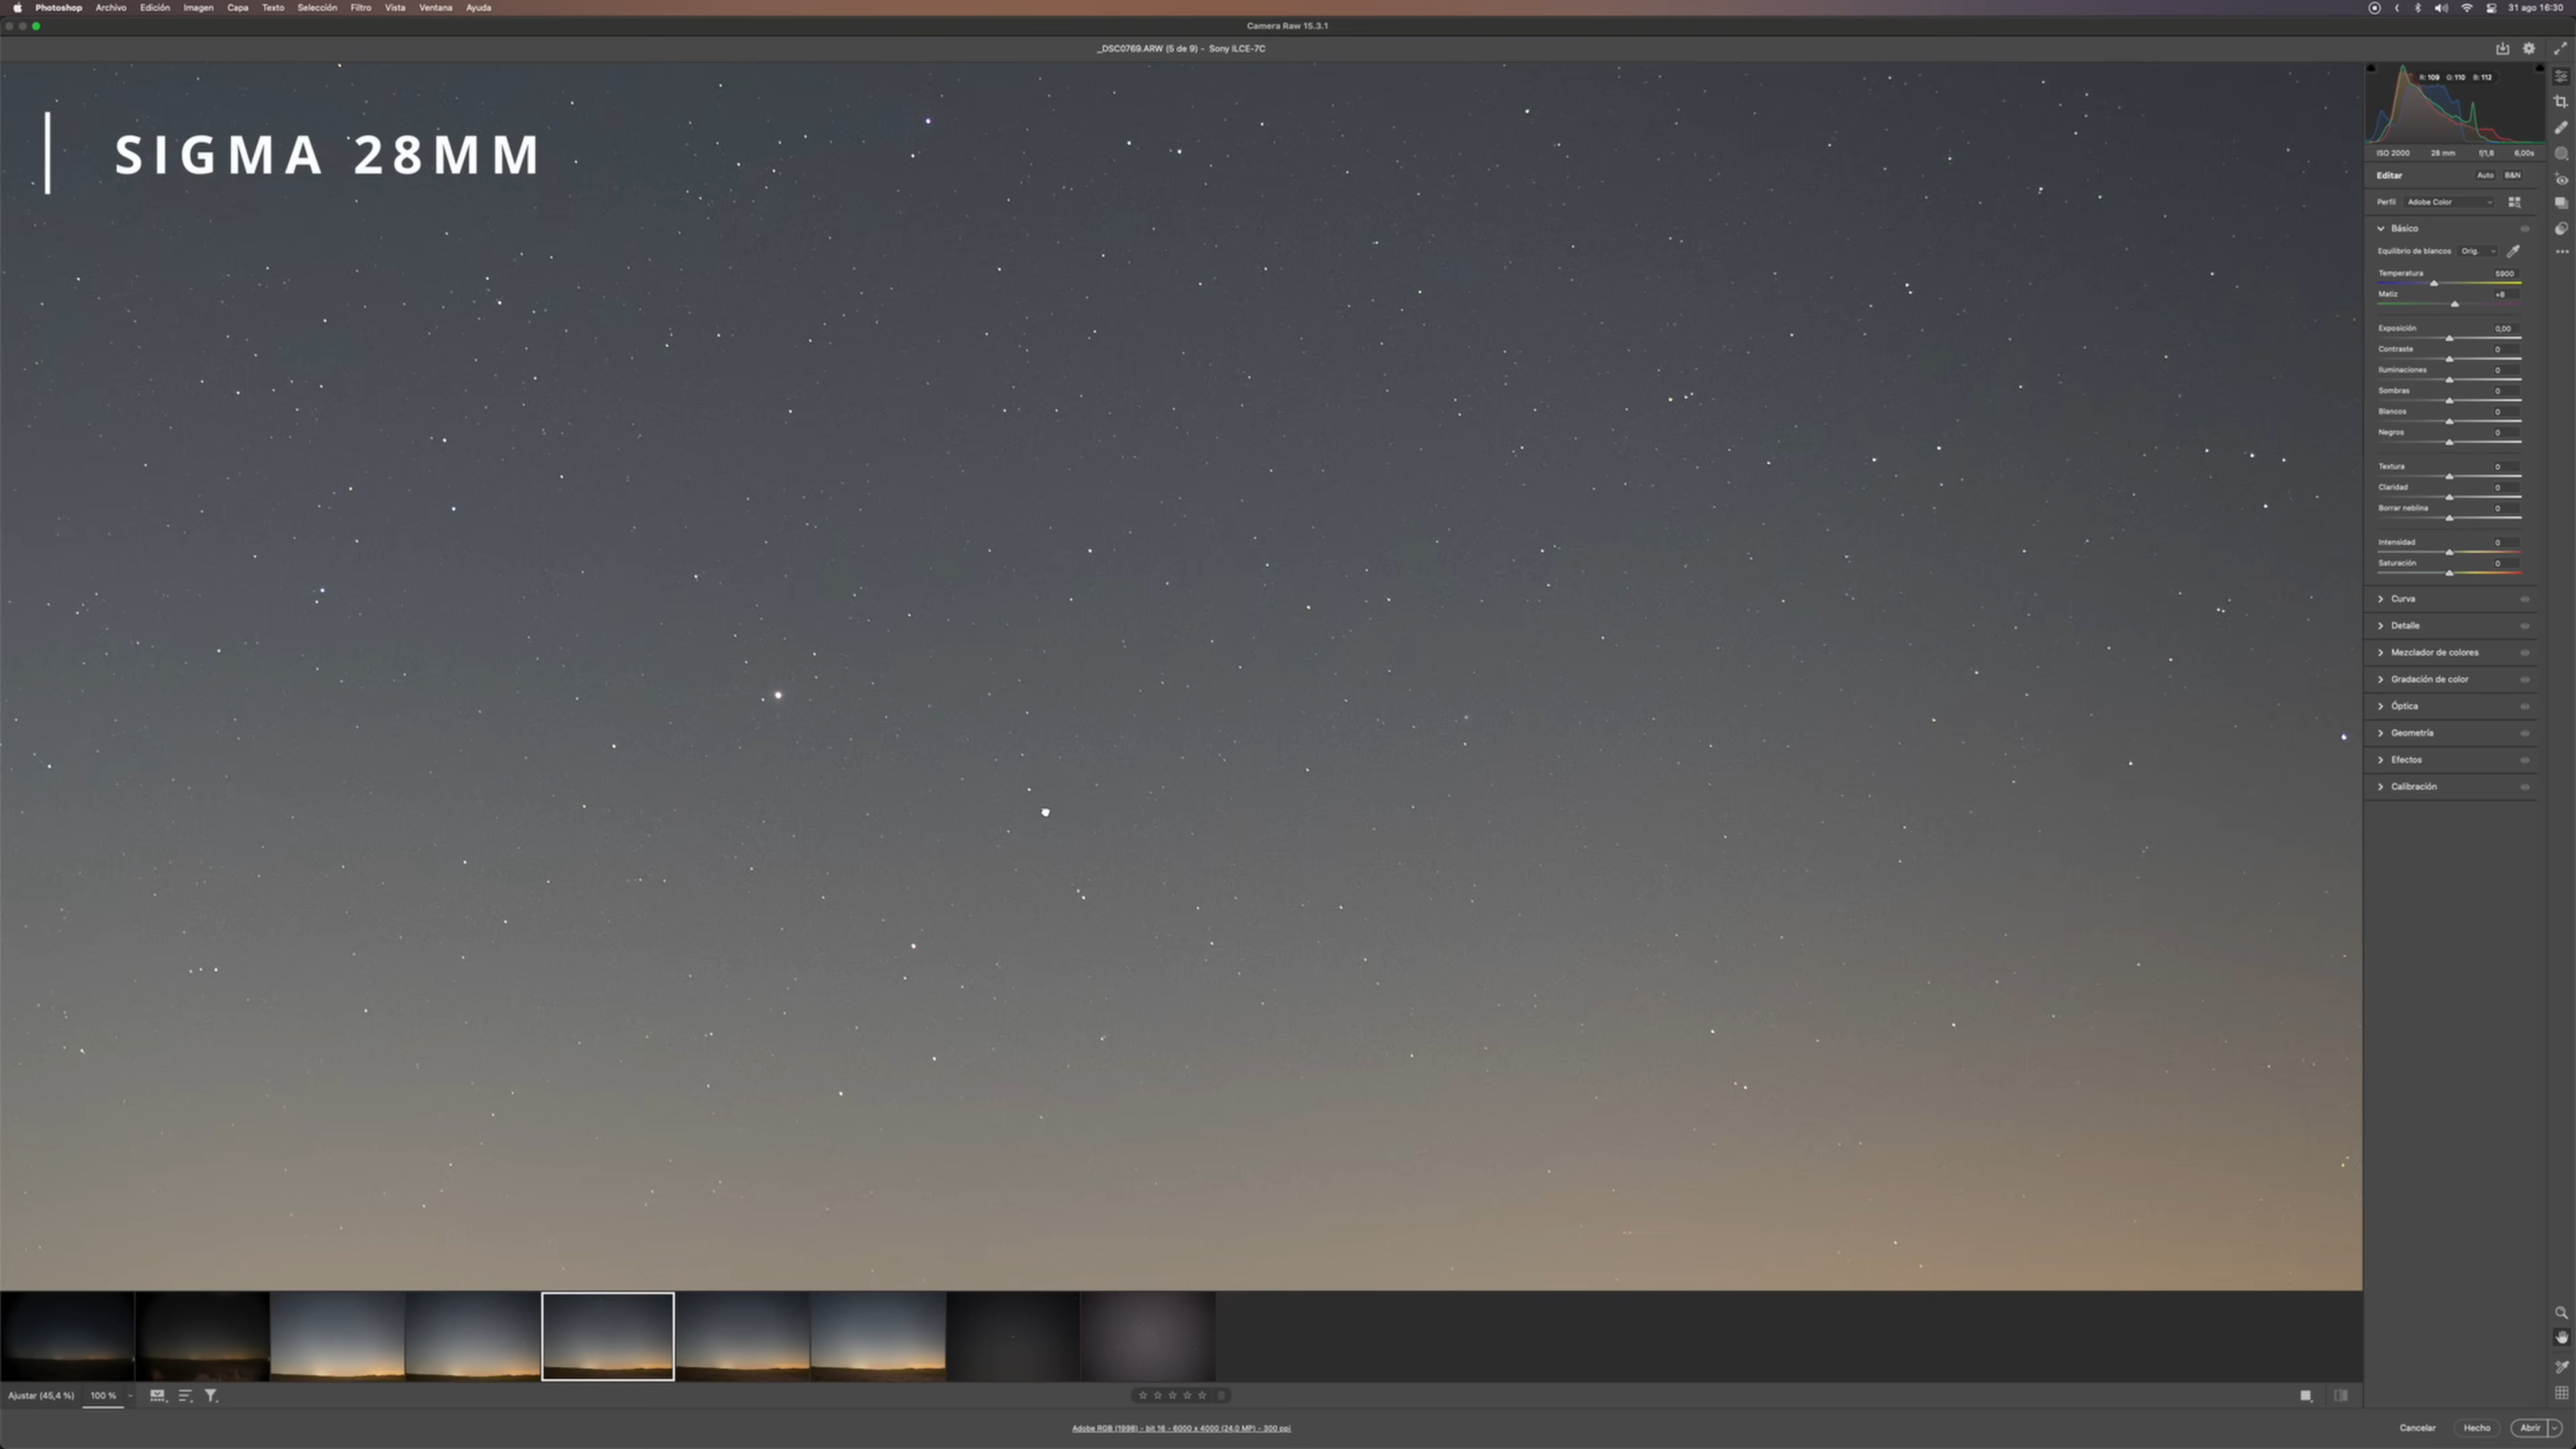 Photoshop Archivo Edición Imagen Capa Texto Selección Filtro Vista Ventana Ayuda 31 ago 16:30
Camera Raw 15.3.1
_DSC0769.ARW (5 de 9) - Sony ILCE-7C
SIGMA 28MM
R: 109 G: 110 B: 112
ISO 2000 28 mm f/1,8 6,00s
Editar Auto B&N
Perfil Adobe Color
Básico
Equilibrio de blancos Orig.
Temperatura 5900
Matiz +8
Exposición 0,00
Contraste 0
Iluminaciones 0
Sombras 0
Blancos 0
Negros 0
Textura 0
Claridad 0
Borrar neblina 0
Intensidad 0
Saturación 0
Curva
Detalle
Mezclador de colores
Gradación de color
Óptica
Geometría
Efectos
Calibración
Ajustar (45,4 %) 100 %
Adobe RGB (1998) - bit 16 - 6000 x 4000 (24,0 MP) - 300 ppi
Cancelar Hecho Abrir